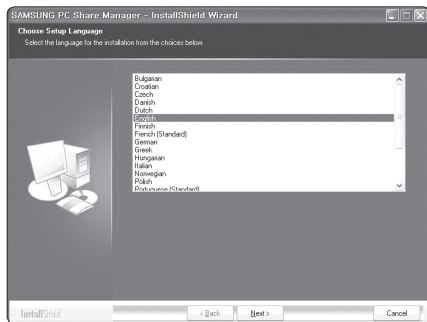 SAMSUNG PC Share Manager – InstallShield Wizard
Choose Setup Language
Select the language for the installation from the choices below.
Bulgarian
Croatian
Czech
Danish
Dutch
English
Finnish
French (Standard)
German
Greek
Hungarian
Italian
Norwegian
Polish
Portuguese (Standard)
InstallShield
< Back
Next >
Cancel